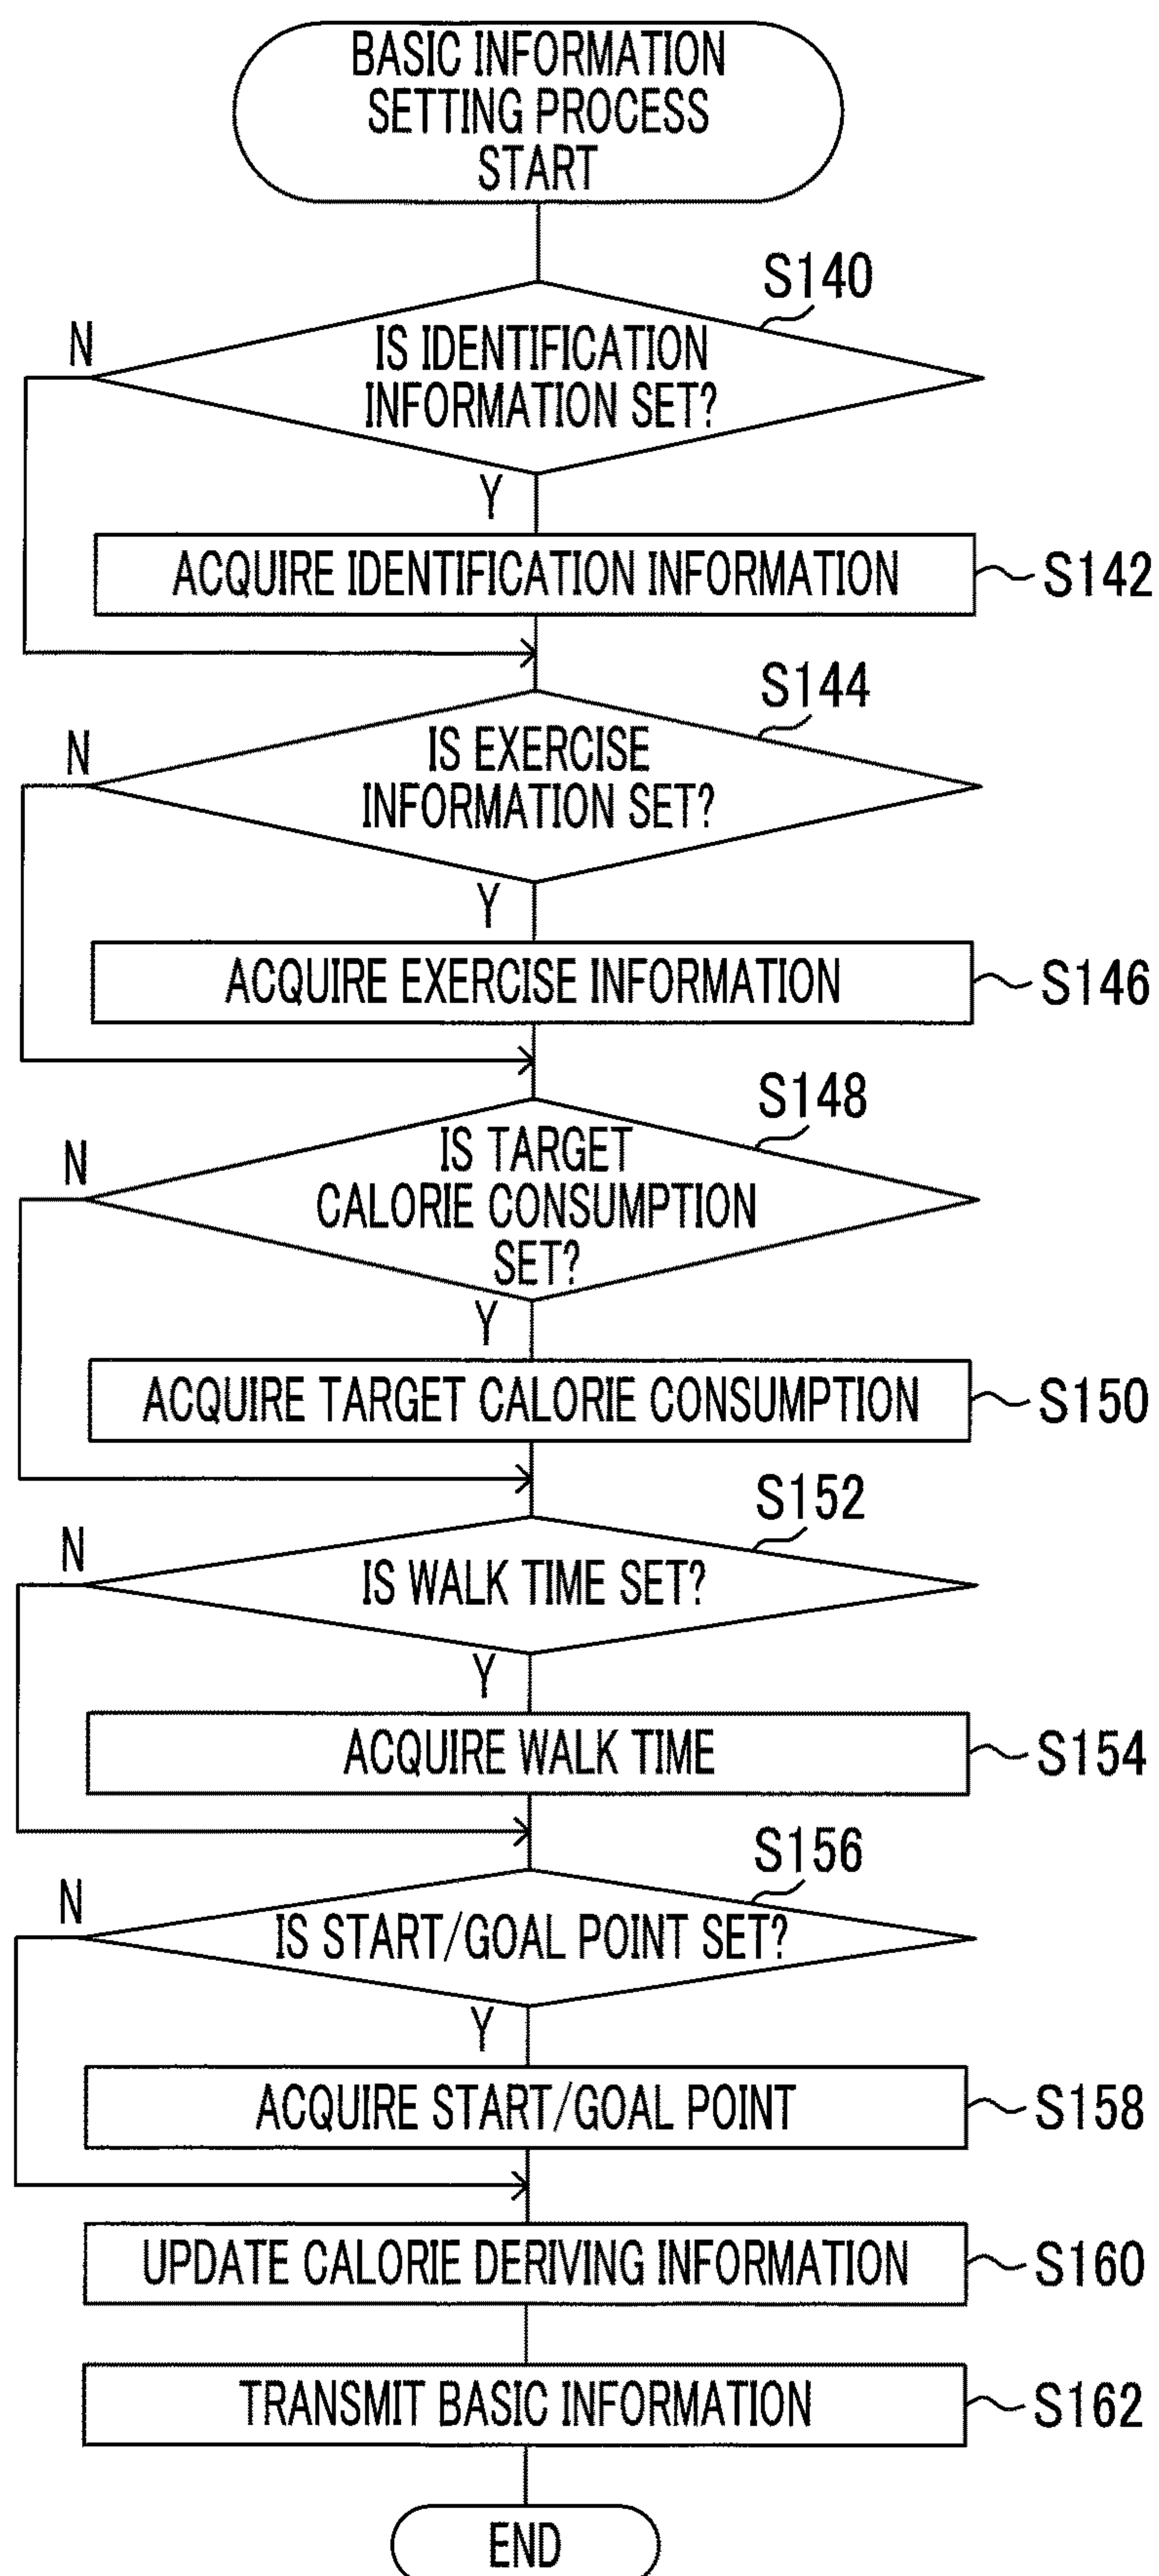 BASIC INFORMATION
SETTING PROCESS
START
S140
N
IS IDENTIFICATION
INFORMATION SET?
Y
ACQUIRE IDENTIFICATION INFORMATION
S142
S144
N
IS EXERCISE
INFORMATION SET?
Y
ACQUIRE EXERCISE INFORMATION
S146
S148
N
IS TARGET
CALORIE CONSUMPTION
SET?
Y
ACQUIRE TARGET CALORIE CONSUMPTION
S150
S152
N
IS WALK TIME SET?
Y
ACQUIRE WALK TIME
S154
S156
N
IS START/GOAL POINT SET?
Y
ACQUIRE START/GOAL POINT
S158
UPDATE CALORIE DERIVING INFORMATION
S160
TRANSMIT BASIC INFORMATION
S162
END